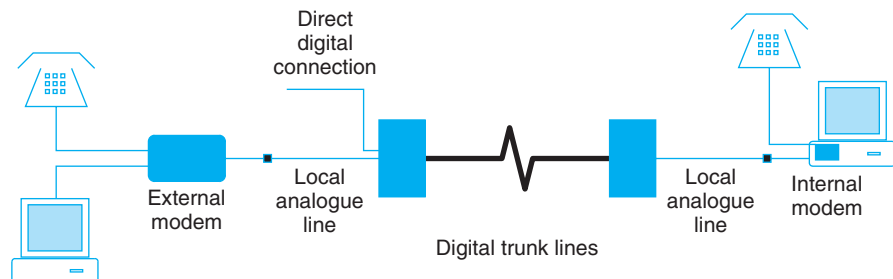 Direct
digital
connection
External
modem
Local
analogue
line
Digital trunk lines
Local
analogue
line
Internal
modem